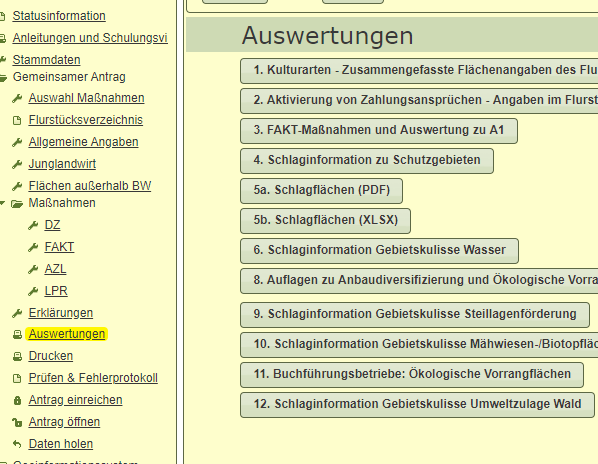 Statusinformation
Anleitungen und Schulungsvi
Stammdaten
Gemeinsamer Antrag
Auswahl Maßnahmen
Flurstücksverzeichnis
Allgemeine Angaben
Junglandwirt
Flächen außerhalb BW
Maßnahmen
DZ
FAKT
AZL
LPR
Erklärungen
Auswertungen
Drucken
Prüfen & Fehlerprotokoll
Antrag einreichen
Antrag öffnen
Daten holen
Geoinformationssystem
Auswertungen
1. Kulturarten - Zusammengefasste Flächenangaben des Flur
2. Aktivierung von Zahlungsansprüchen - Angaben im Flurst
3. FAKT-Maßnahmen und Auswertung zu A1
4. Schlaginformation zu Schutzgebieten
5a. Schlagflächen (PDF)
5b. Schlagflächen (XLSX)
6. Schlaginformation Gebietskulisse Wasser
8. Auflagen zu Anbaudiversifizierung und Ökologische Vorra
9. Schlaginformation Gebietskulisse Steillagenförderung
10. Schlaginformation Gebietskulisse Mähwiesen-/Biotopfläc
11. Buchführungsbetriebe: Ökologische Vorrangflächen
12. Schlaginformation Gebietskulisse Umweltzulage Wald